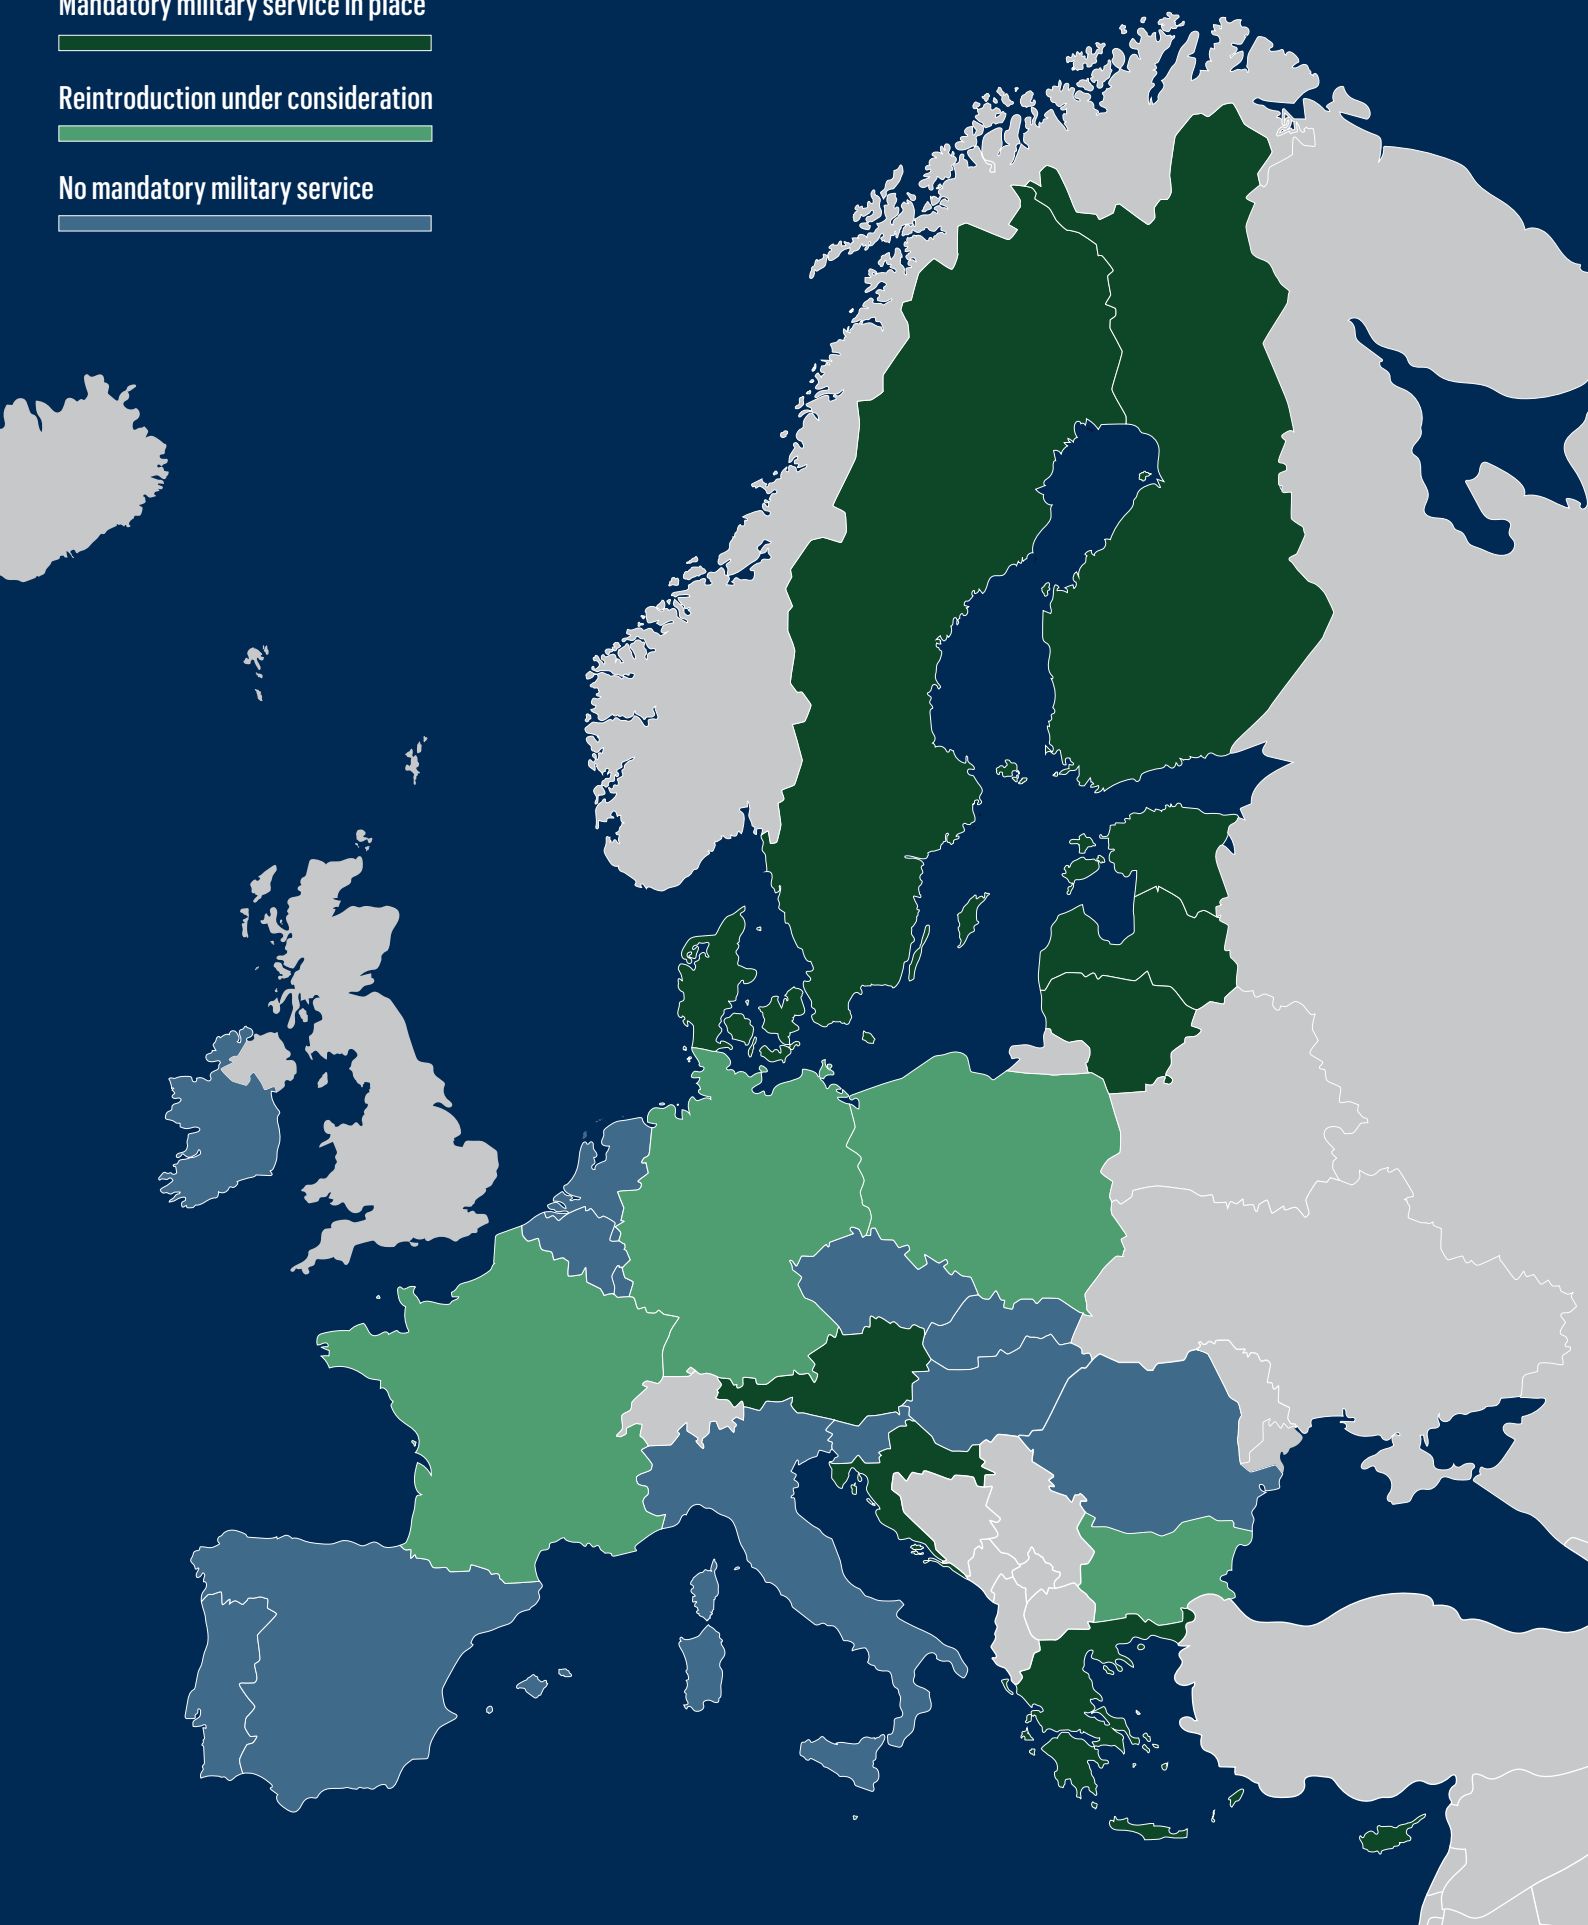 Mandatory military service in place
Reintroduction under consideration
No mandatory military service